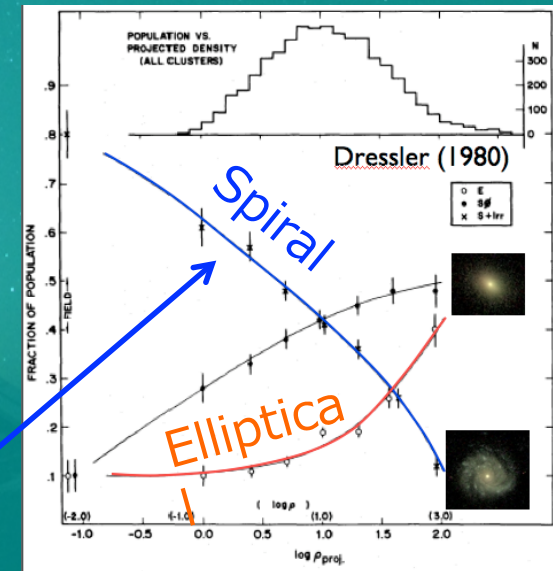 POPULATION VS.
PROJECTED DENSITY
(ALL CLUSTERS)
N
300
200
100
0
Dressler (1980)
E
SØ
S+Irr
Spiral
Elliptica
l
FRACTION OF POPULATION
FIELD
.9
.8
.7
.6
.5
.4
.3
.2
.1
(-2.0)
(-1.0)
( log ρ )
(1.0)
(3.0)
-1.0
-0.5
0.0
0.5
1.0
1.5
2.0
log ρproj.